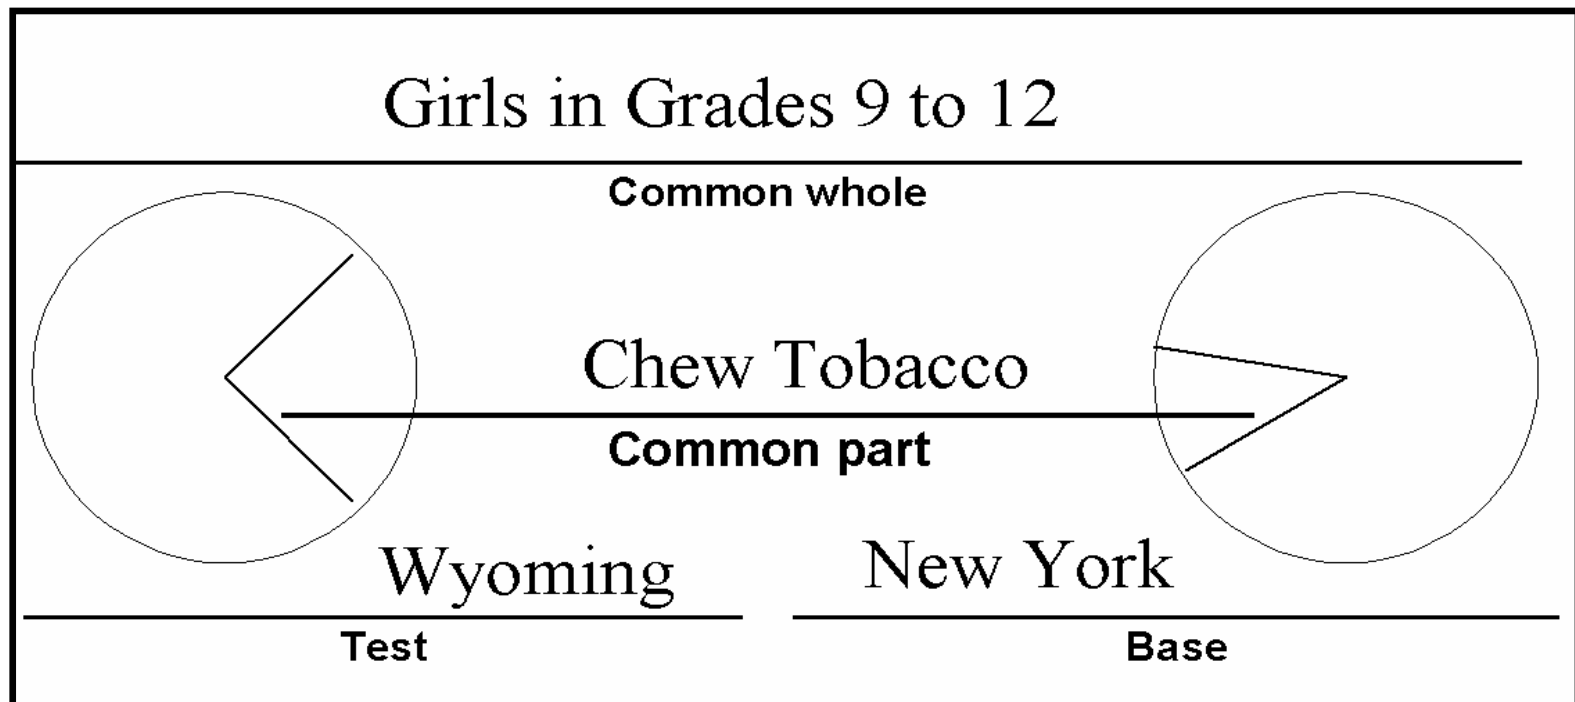 Girls in Grades 9 to 12
Common whole
Chew Tobacco
Common part
Wyoming New York
Test Base